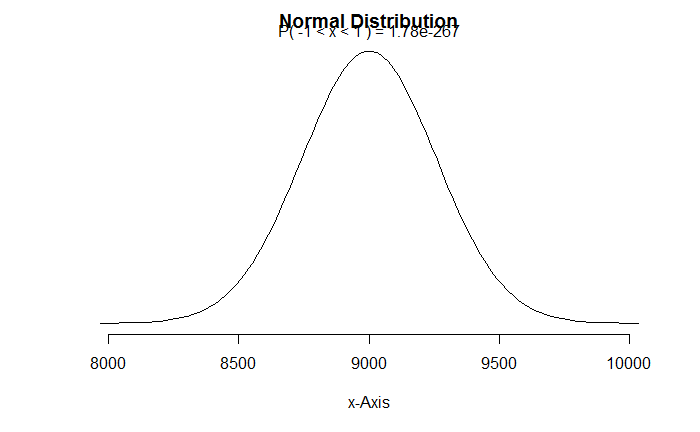 Normal Distribution
P( -1 < x < 1 ) = 1.78e-267
8000 8500 9000 9500 10000
x-Axis